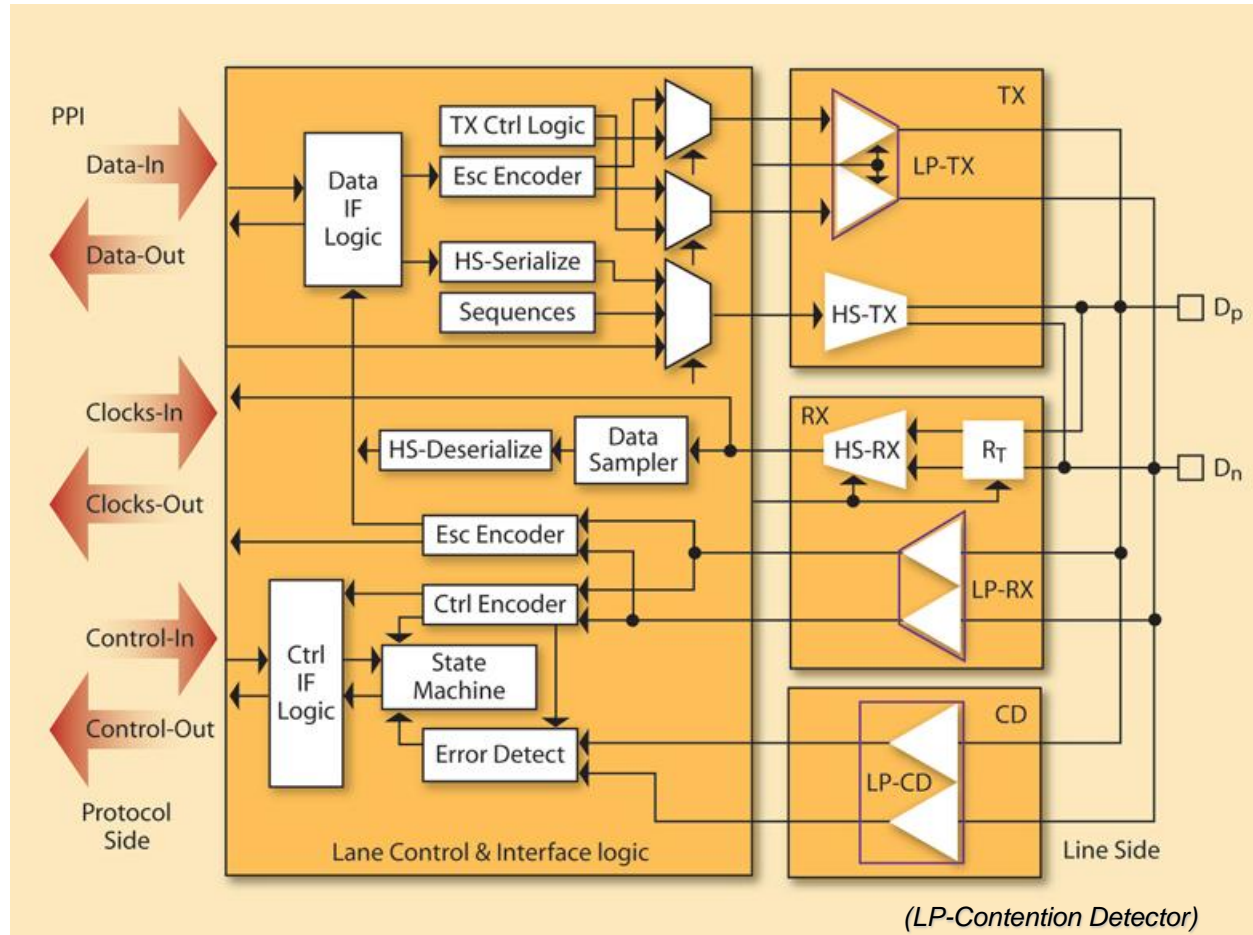 PPI
Data-In
Data-Out
Clocks-In
Clocks-Out
Control-In
Control-Out
Protocol
Side
Data
IF
Logic
TX Ctrl Logic
Esc Encoder
HS-Serialize
Sequences
HS-Deserialize
Data
Sampler
Esc Encoder
Ctrl Encoder
Ctrl
IF
Logic
State
Machine
Error Detect
Lane Control & Interface logic
TX
LP-TX
HS-TX
RX
HS-RX
RT
LP-RX
CD
LP-CD
Dp
Dn
Line Side
(LP-Contention Detector)